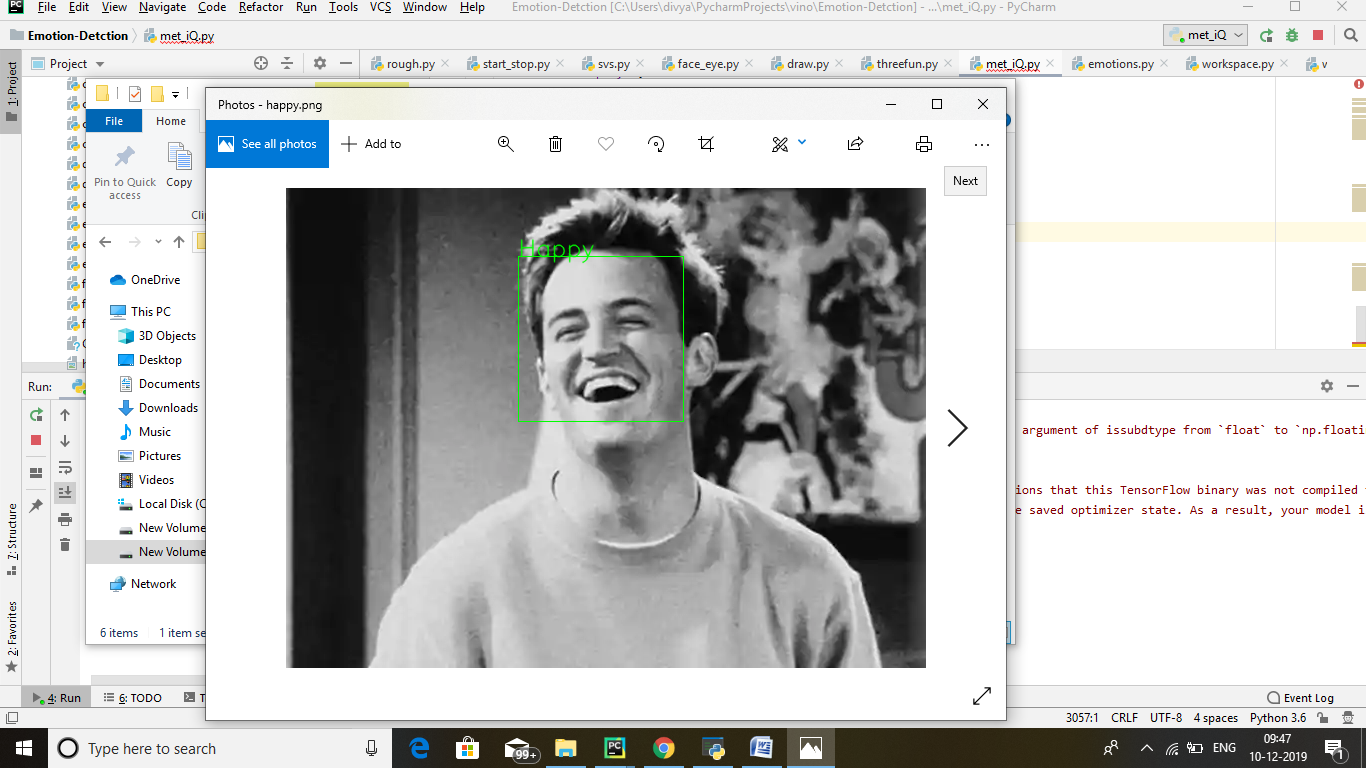 PC File Edit View Navigate Code Refactor Run Tools VCS Window Help Emotion-Detction [C:\Users\divya\PycharmProjects\vino\Emotion-Detction] - ...\met_iQ.py - PyCharm
Emotion-Detction met_iQ.py met_iQ
1: Project
Project rough.py start_stop.py svs.py face_eye.py draw.py threefun.py met_iQ.py emotions.py workspace.py v
Photos - happy.png
File Home
See all photos Add to
Next
Pin to Quick
access
Copy
Clip
Happy
OneDrive
This PC
3D Objects
Desktop
Documents
Downloads
Music
Pictures
Videos
Local Disk (C
New Volume
New Volume
Network
6 items 1 item se
Run:
argument of issubdtype from `float` to `np.floati
ions that this TensorFlow binary was not compiled
e saved optimizer state. As a result, your model i
7: Structure
2: Favorites
4: Run 6: TODO T Event Log
3057:1 CRLF UTF-8 4 spaces Python 3.6
Type here to search 99+ PC ENG 09:47
10-12-2019 1